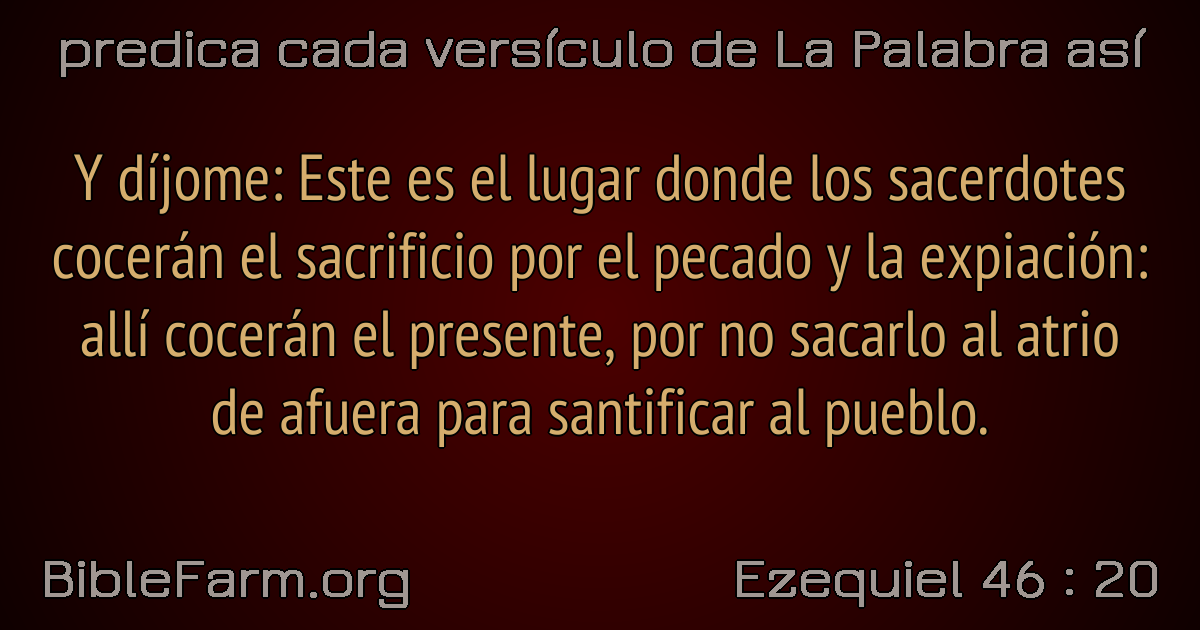 predica cada versículo de La Palabra así
Y díjome: Este es el lugar donde los sacerdotes
cocerán el sacrificio por el pecado y la expiación:
allí cocerán el presente, por no sacarlo al atrio
de afuera para santificar al pueblo.
BibleFarm.org
Ezequiel 46 : 20